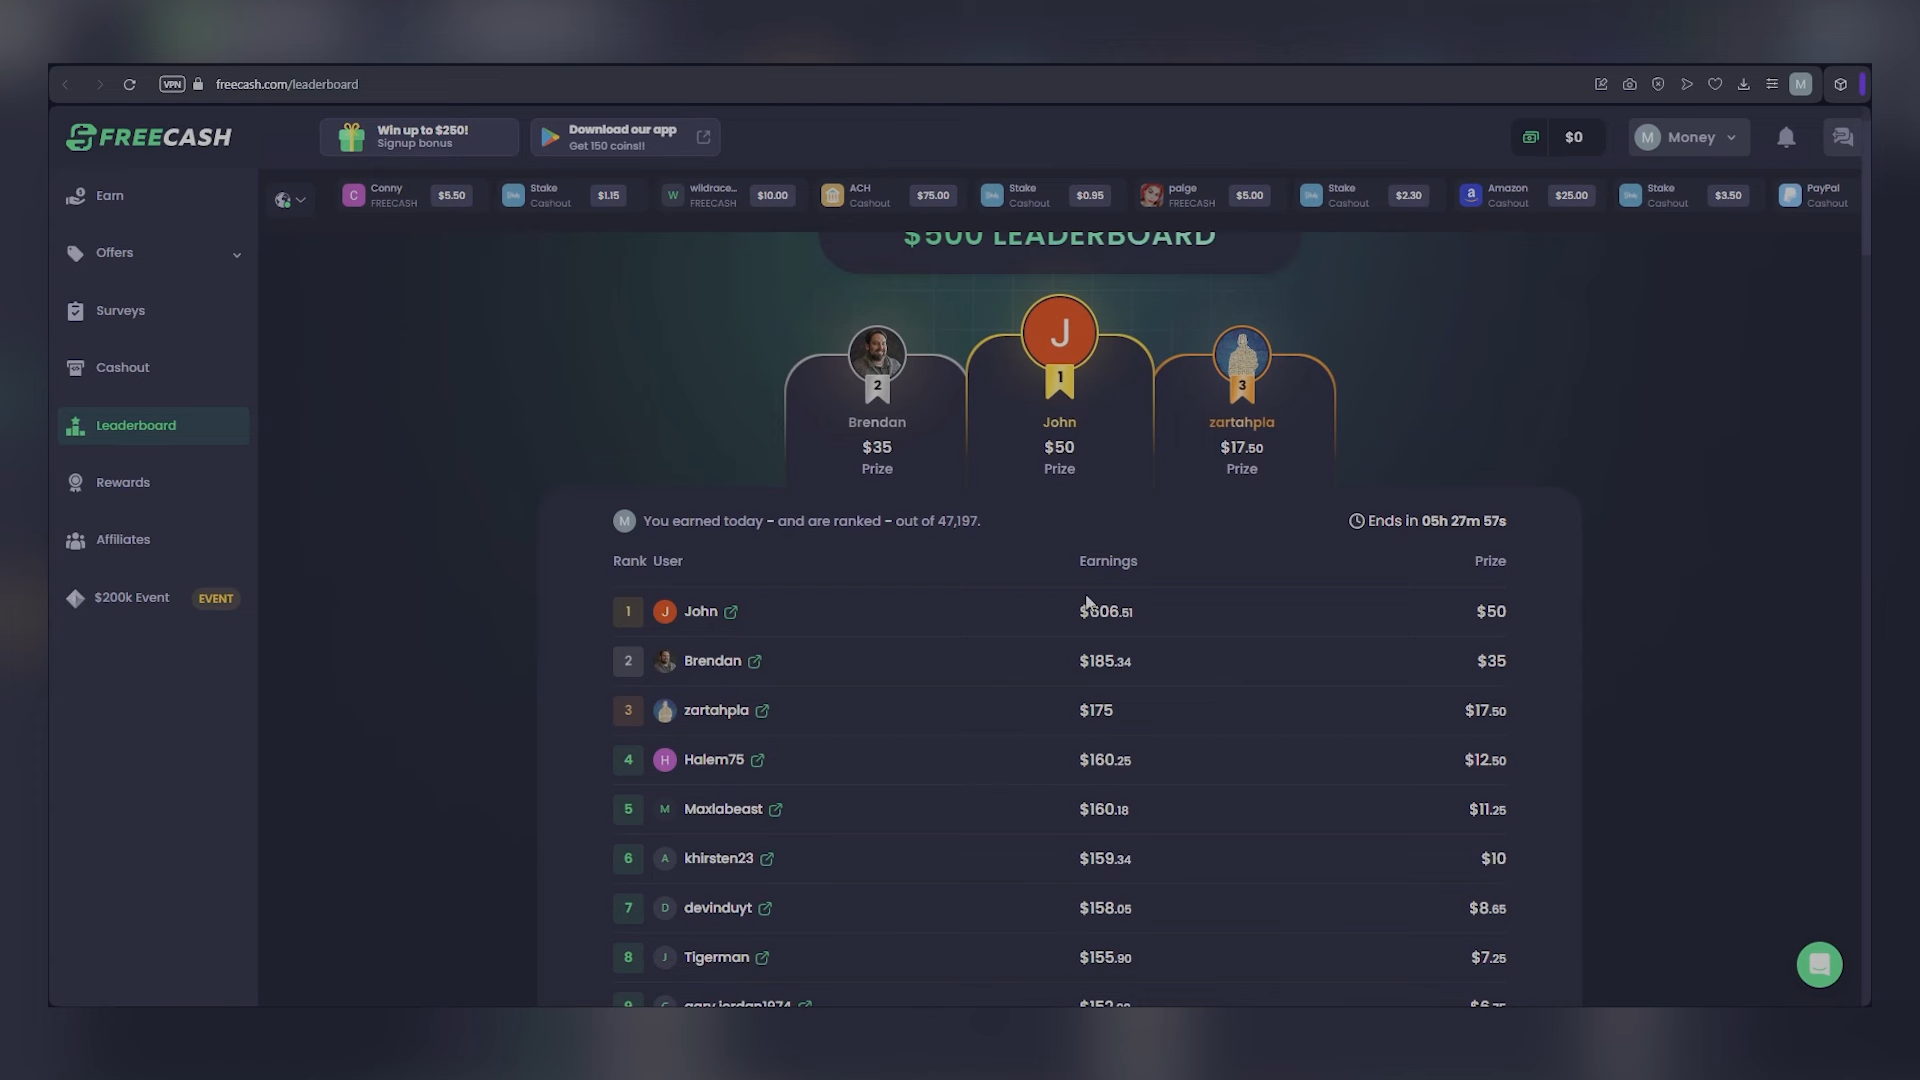 VPN freecash.com/leaderboard M
FREECASH
Win up to $250!
Signup bonus
Download our app
Get 150 coins!!
$0
M Money
Conny
FREECASH
$5.50
Stake
Cashout
$1.15
wildrace...
FREECASH
$10.00
ACH
Cashout
$75.00
Stake
Cashout
$0.95
paige
FREECASH
$5.00
Stake
Cashout
$2.30
Amazon
Cashout
$25.00
Stake
Cashout
$3.50
PayPal
Cashout
Earn
Offers
Surveys
Cashout
Leaderboard
Rewards
Affiliates
$200k Event EVENT
$500 LEADERBOARD
2
Brendan
$35
Prize
J
1
John
$50
Prize
3
zartahpla
$17.50
Prize
M You earned today - and are ranked - out of 47,197.
Ends in 05h 27m 57s
Rank User Earnings Prize
1 J John $606.51 $50
2 Brendan $185.34 $35
3 zartahpla $175 $17.50
4 H Halem75 $160.25 $12.50
5 M Maxlabeast $160.18 $11.25
6 A khirsten23 $159.34 $10
7 D devinduyt $158.05 $8.65
8 J Tigerman $155.90 $7.25